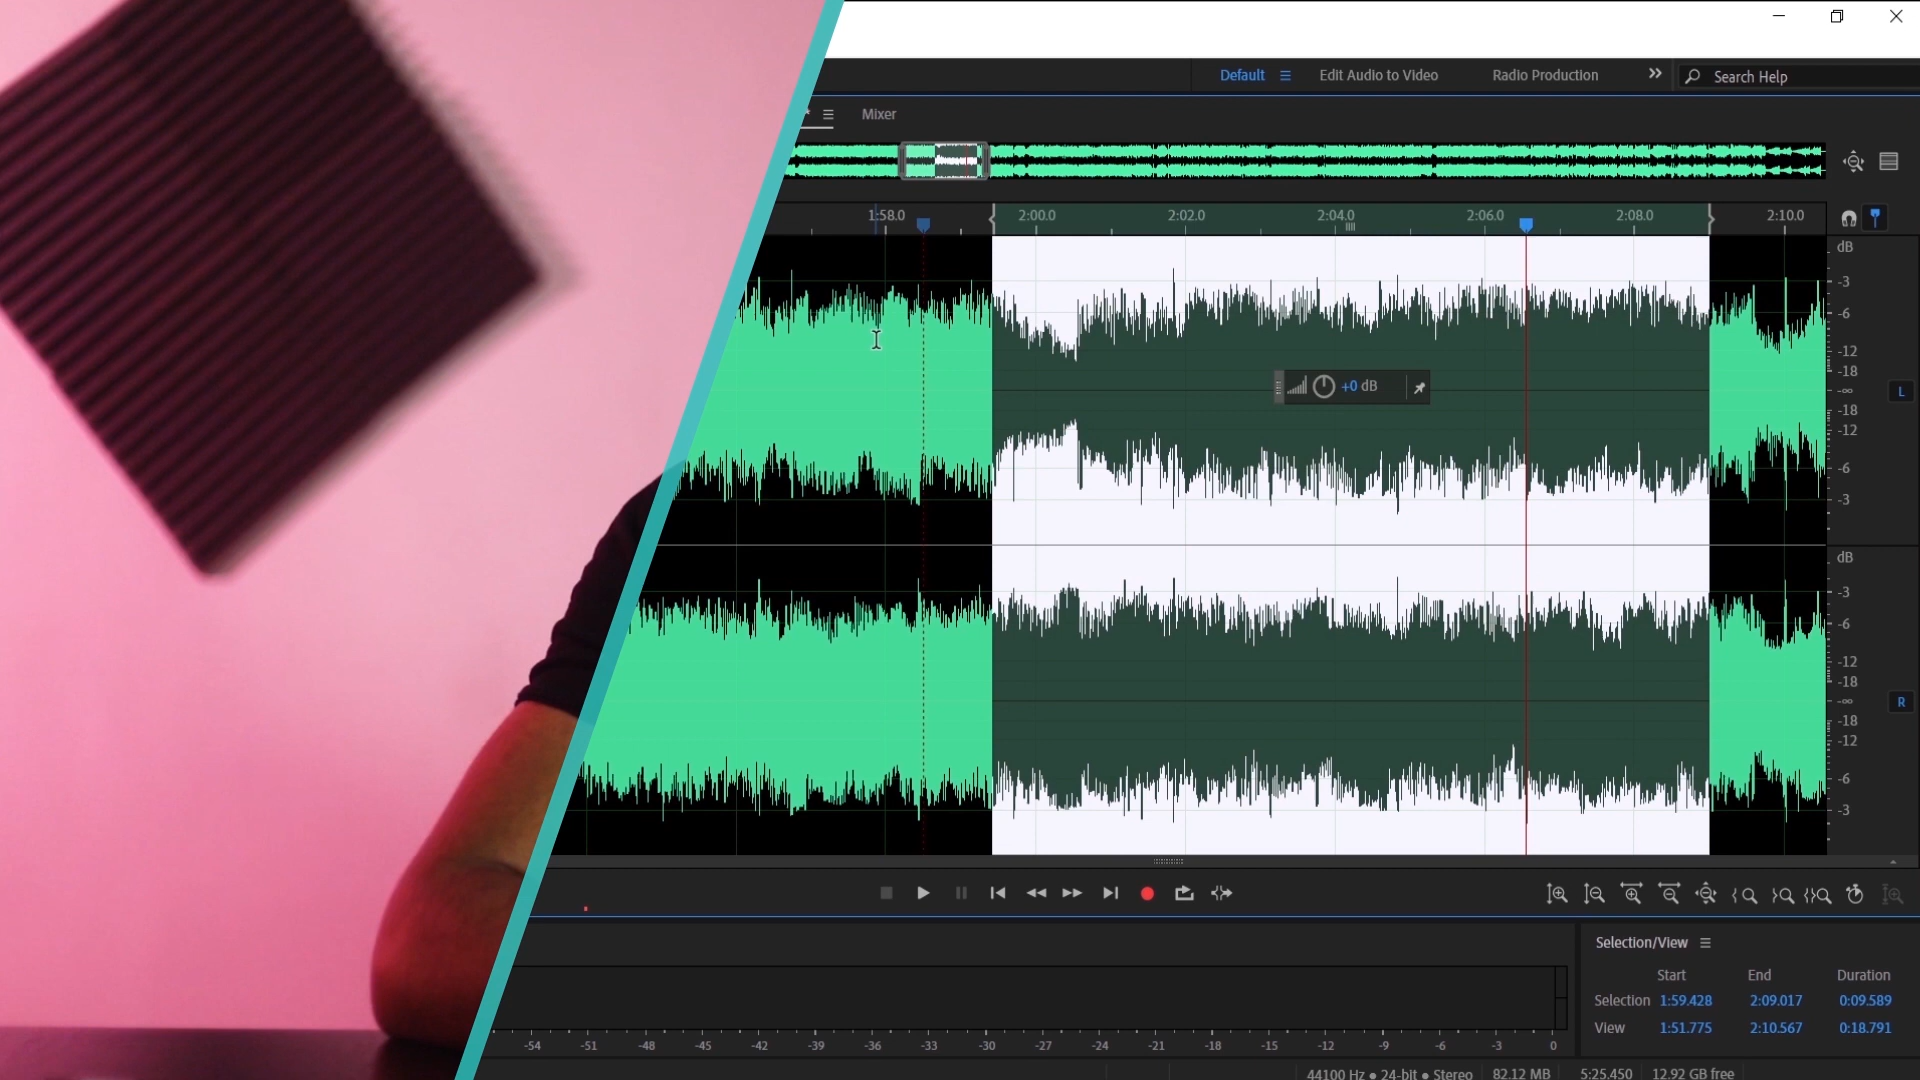 Default Edit Audio to Video Radio Production Search Help
Mixer
1:58.0 2:00.0 2:02.0 2:04.0 2:06.0 2:08.0 2:10.0
dB
-3
-6
-12
-18
-∞
-18
-12
-6
-3
L
+0 dB
dB
-3
-6
-12
-18
-∞
-18
-12
-6
-3
R
Selection/View
Start End Duration
Selection 1:59.428 2:09.017 0:09.589
View 1:51.775 2:10.567 0:18.791
-54 -51 -48 -45 -42 -39 -36 -33 -30 -27 -24 -21 -18 -15 -12 -9 -6 -3 0
44100 Hz ● 24-bit ● Stereo 82.12 MB 5:25.450 12.92 GB free